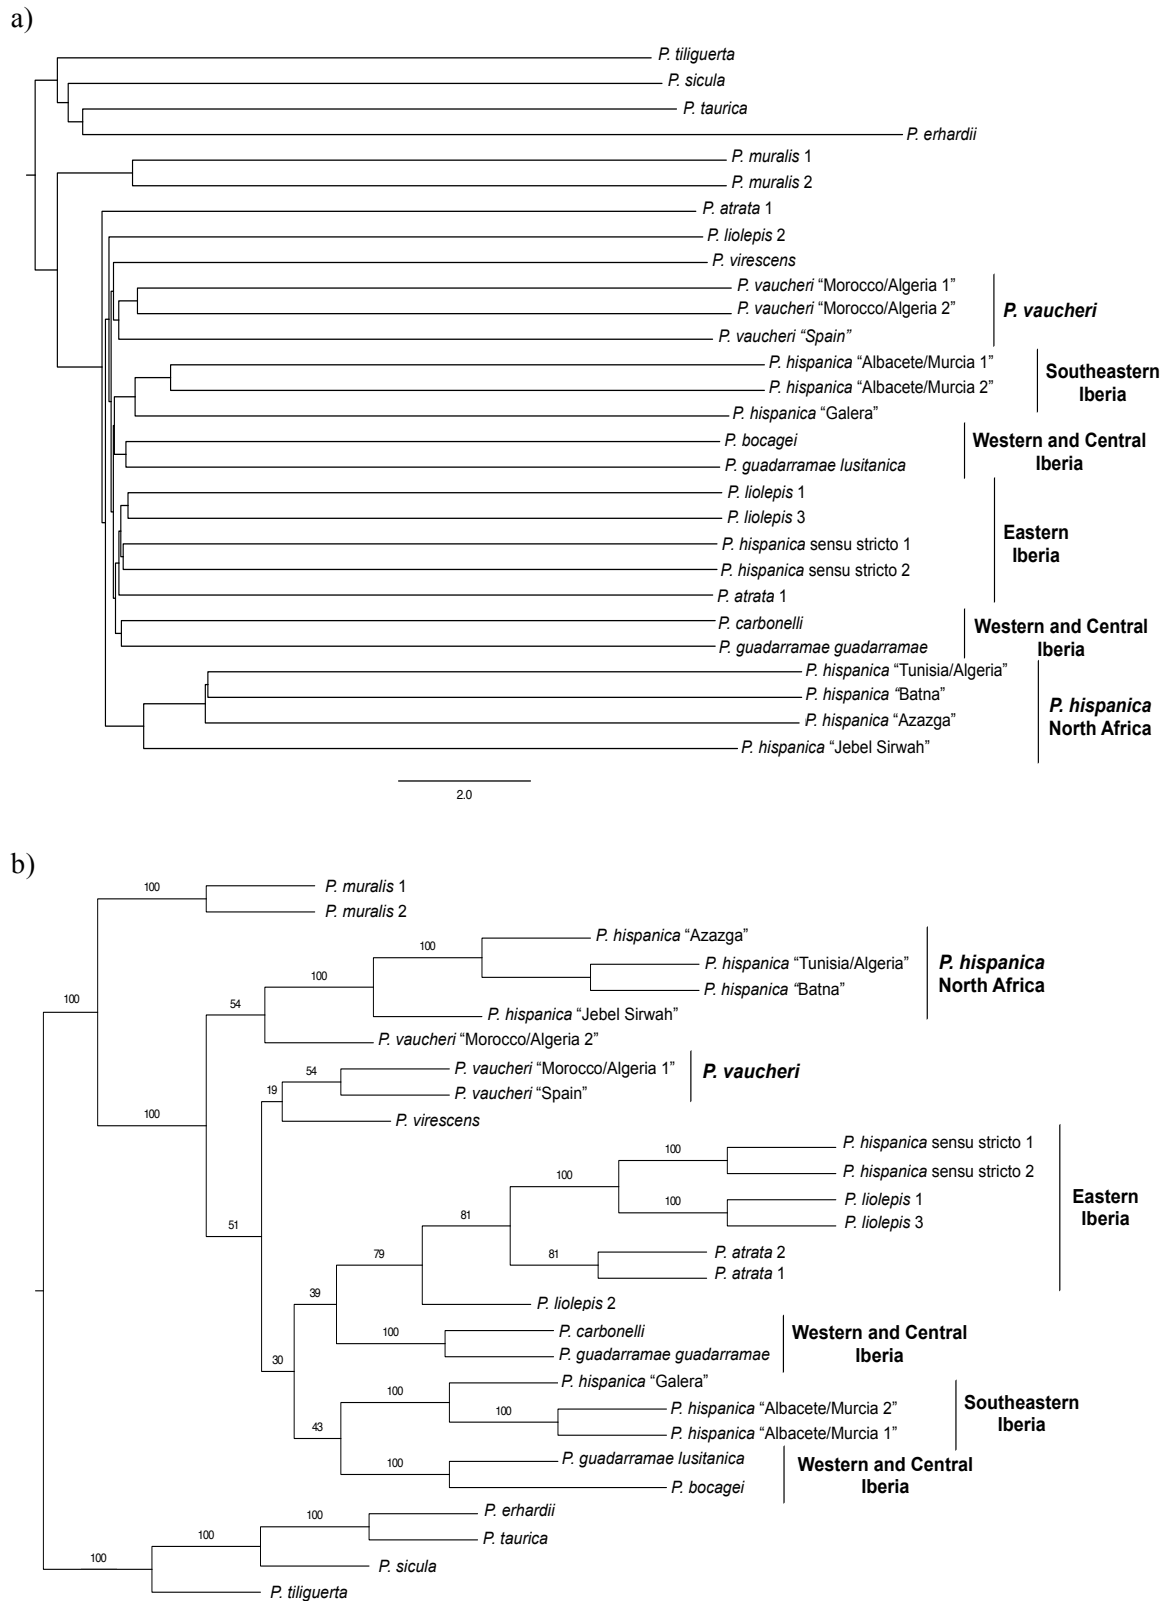 a)
P. tiliguerta
P. sicula
P. taurica
P. erhardii
P. muralis 1
P. muralis 2
P. atrata 1
P. liolepis 2
P. virescens
P. vaucheri “Morocco/Algeria 1”
P. vaucheri “Morocco/Algeria 2”
P. vaucheri “Spain”
P. vaucheri
P. hispanica “Albacete/Murcia 1”
P. hispanica “Albacete/Murcia 2”
P. hispanica “Galera”
Southeastern
Iberia
P. bocagei
P. guadarramae lusitanica
Western and Central
Iberia
P. liolepis 1
P. liolepis 3
P. hispanica sensu stricto 1
P. hispanica sensu stricto 2
P. atrata 1
Eastern
Iberia
P. carbonelli
P. guadarramae guadarramae
Western and Central
Iberia
P. hispanica “Tunisia/Algeria”
P. hispanica “Batna”
P. hispanica “Azazga”
P. hispanica “Jebel Sirwah”
P. hispanica
North Africa
2.0
b)
100
P. muralis 1
P. muralis 2
100
100
P. hispanica “Azazga”
P. hispanica “Tunisia/Algeria”
P. hispanica “Batna”
100
P. hispanica “Jebel Sirwah”
54
P. vaucheri “Morocco/Algeria 2”
P. hispanica
North Africa
100
54
P. vaucheri “Morocco/Algeria 1”
P. vaucheri “Spain”
19
P. virescens
P. vaucheri
51
100
P. hispanica sensu stricto 1
P. hispanica sensu stricto 2
100
100
P. liolepis 1
P. liolepis 3
81
81
P. atrata 2
P. atrata 1
79
P. liolepis 2
Eastern
Iberia
39
100
P. carbonelli
P. guadarramae guadarramae
Western and Central
Iberia
30
100
P. hispanica “Galera”
100
P. hispanica “Albacete/Murcia 2”
P. hispanica “Albacete/Murcia 1”
Southeastern
Iberia
43
100
P. guadarramae lusitanica
P. bocagei
Western and Central
Iberia
100
P. erhardii
P. taurica
100
P. sicula
100
P. tiliguerta